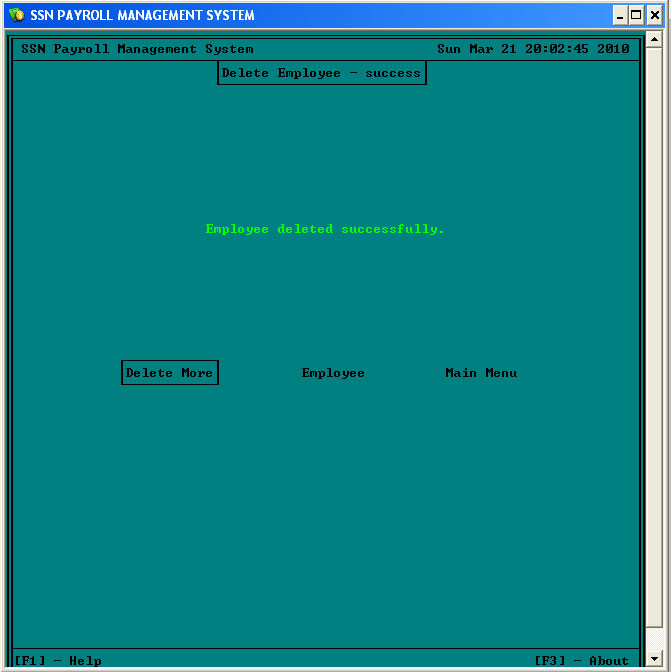 SSN PAYROLL MANAGEMENT SYSTEM
SSN Payroll Management System Sun Mar 21 20:02:45 2010
Delete Employee - success
Employee deleted successfully.
Delete More Employee Main Menu
[F1] - Help [F3] - About